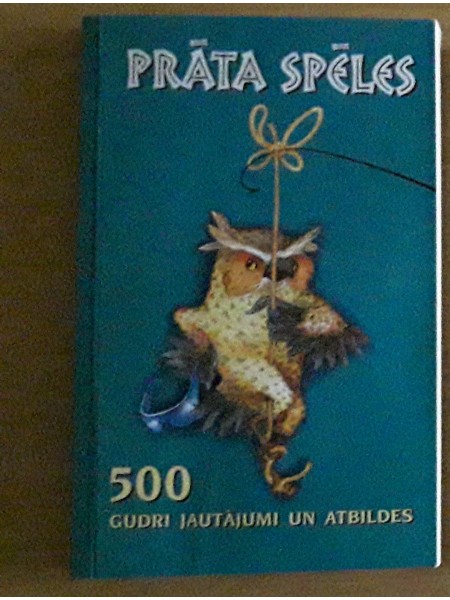 PRĀTA SPĒLES
500
GUDRI JAUTĀJUMI UN ATBILDES